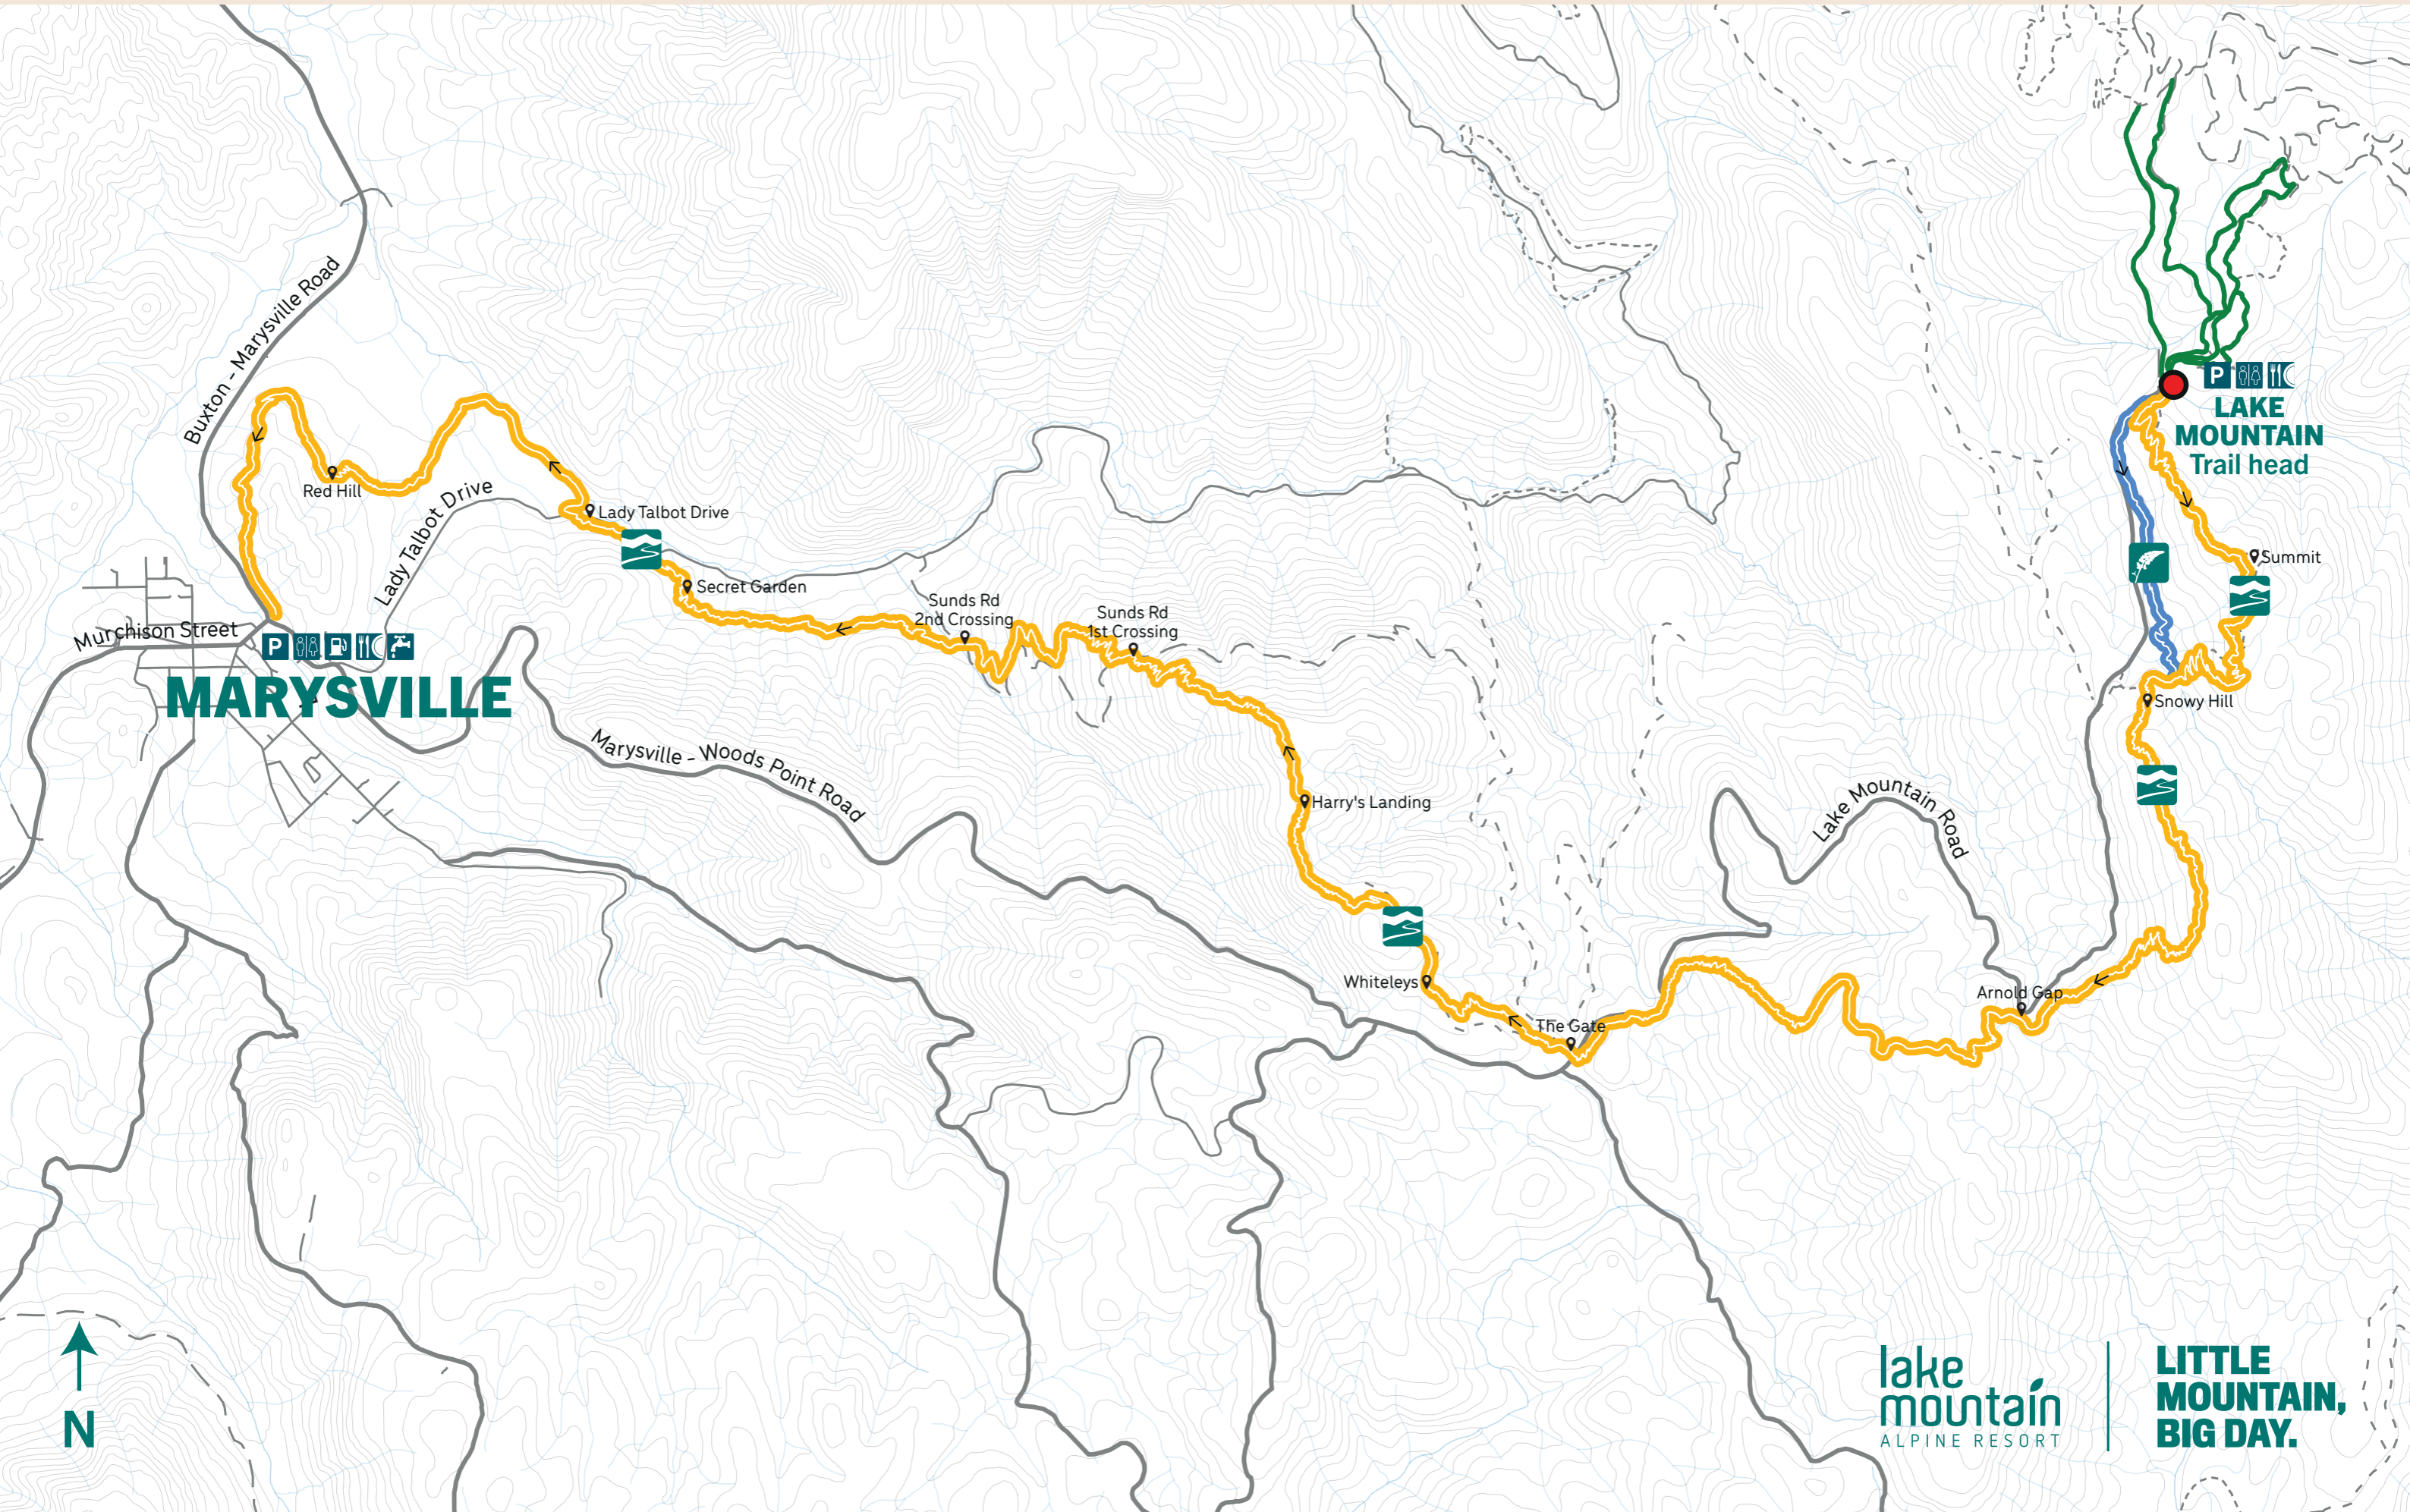 Buxton - Marysville Road
P
LAKE
MOUNTAIN
Trail head
Red Hill
Lady Talbot Drive
Lady Talbot Drive
Summit
Secret Garden
Sunds Rd
2nd Crossing
Sunds Rd
1st Crossing
Murchison Street
P
MARYSVILLE
Snowy Hill
Marysville - Woods Point Road
Harry's Landing
Lake Mountain Road
Whiteleys
Arnold Gap
The Gate
N
lake
mountain
ALPINE RESORT
LITTLE
MOUNTAIN,
BIG DAY.